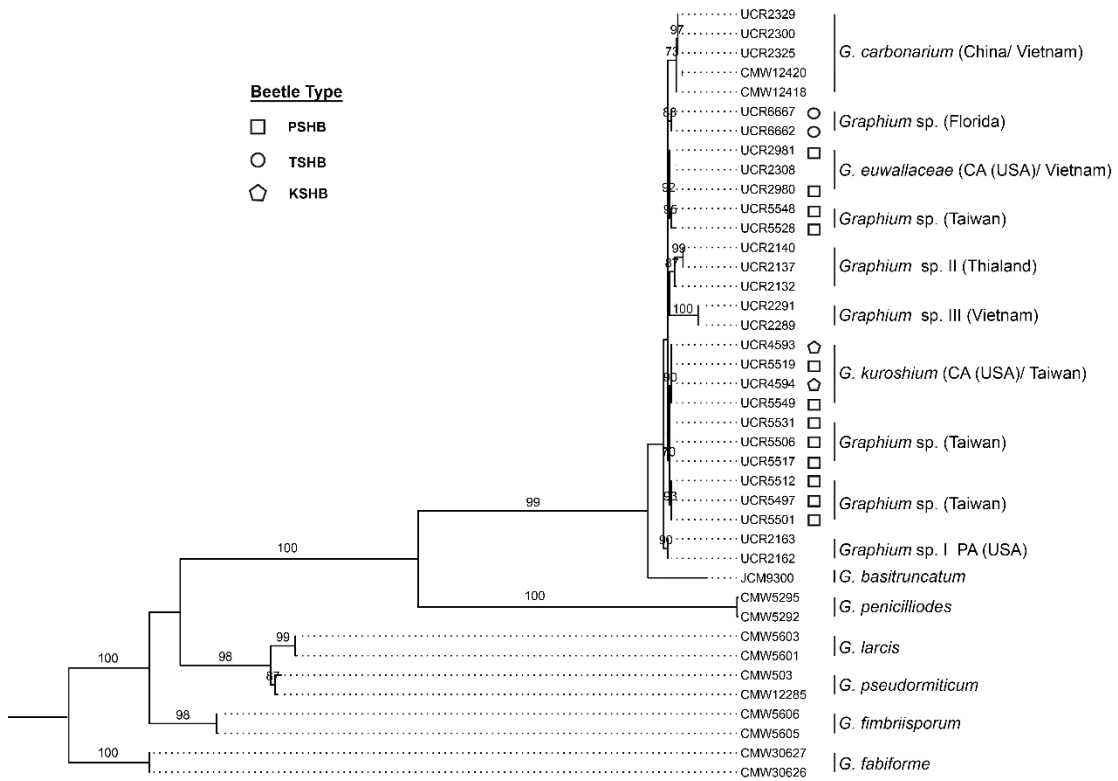 UCR2329
97
UCR2300
73
UCR2325
G. carbonarium (China/ Vietnam)
CMW12420
CMW12418
Beetle Type
PSHB
TSHB
KSHB
88
UCR6667
UCR6662
Graphium sp. (Florida)
UCR2981
UCR2308
G. euwallaceae (CA (USA)/ Vietnam)
92
UCR2980
95
UCR5548
UCR5528
Graphium sp. (Taiwan)
99
UCR2140
87
UCR2137
Graphium sp. II (Thialand)
UCR2132
100
UCR2291
UCR2289
Graphium sp. III (Vietnam)
UCR4593
UCR5519
G. kuroshium (CA (USA)/ Taiwan)
90
UCR4594
UCR5549
UCR5531
UCR5506
Graphium sp. (Taiwan)
70
UCR5517
UCR5512
93
UCR5497
Graphium sp. (Taiwan)
UCR5501
99
90
UCR2163
UCR2162
Graphium sp. I PA (USA)
100
JCM9300
G. basitruncatum
100
CMW5295
CMW5292
G. penicilliodes
99
CMW5603
CMW5601
G. larcis
100
98
87
CMW503
CMW12285
G. pseudormiticum
98
CMW5606
CMW5605
G. fimbriisporum
100
CMW30627
CMW30626
G. fabiforme